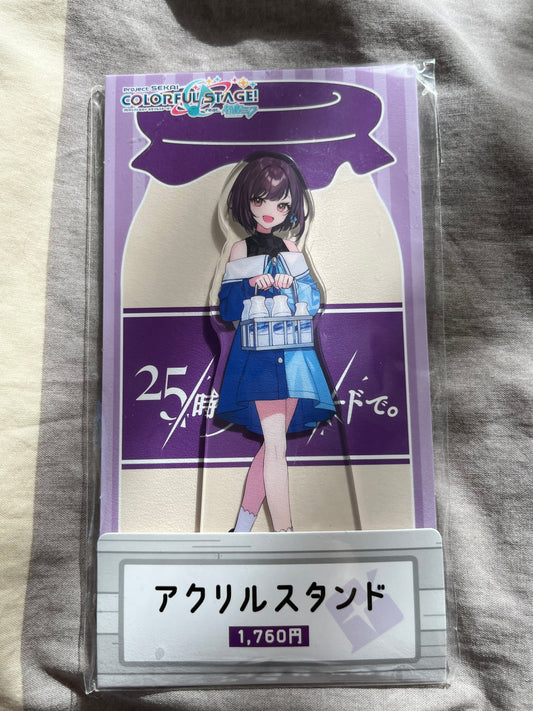 Project SEKAI
COLORFUL STAGE!
25時
ードで。
アクリルスタンド
1,760円